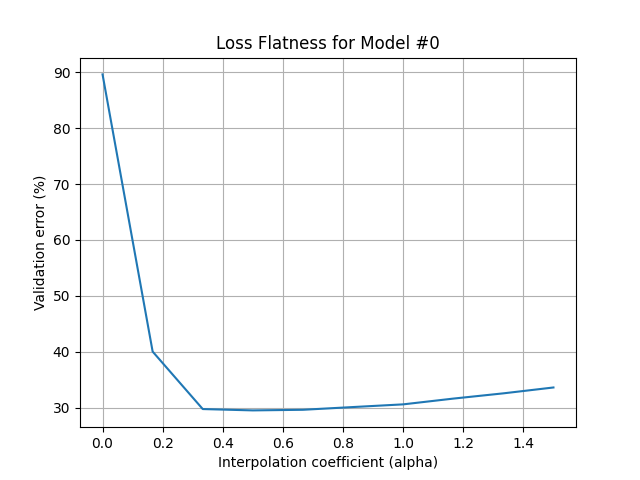 Loss Flatness for Model #0
Validation error (%)
90
80
70
60
50
40
30
0.0 0.2 0.4 0.6 0.8 1.0 1.2 1.4
Interpolation coefficient (alpha)